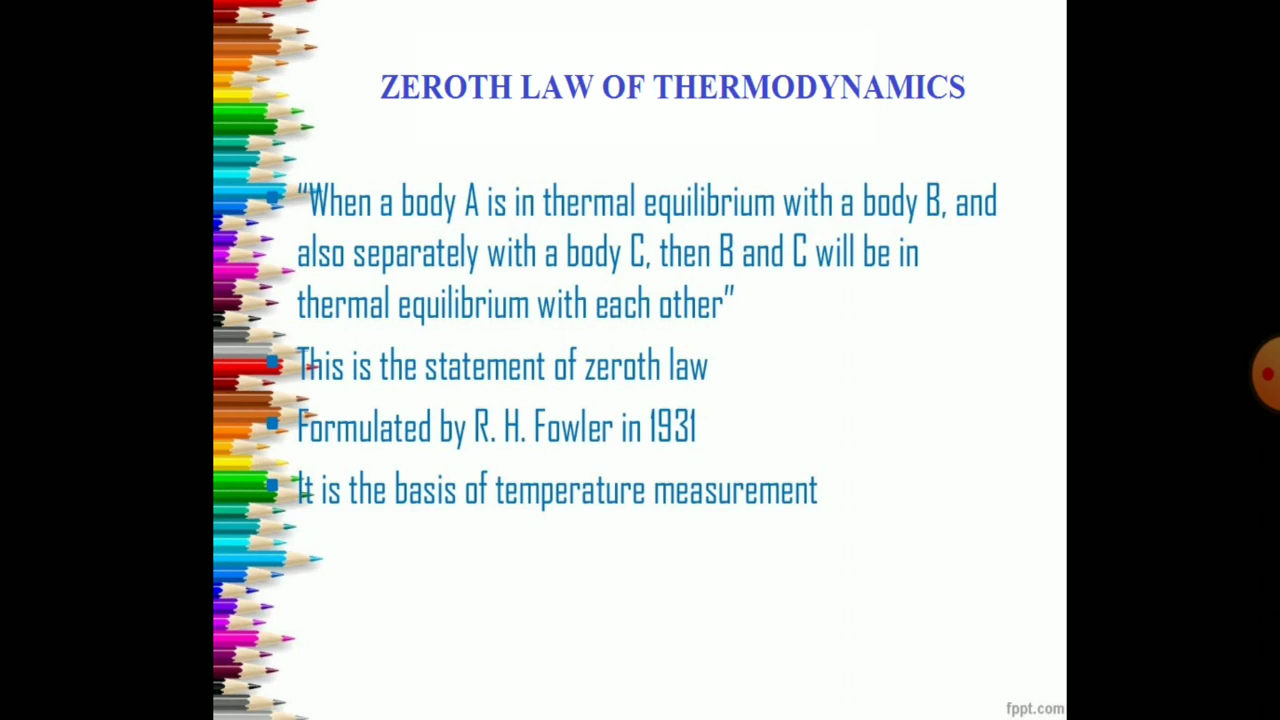 ZEROTH LAW OF THERMODYNAMICS
“When a body A is in thermal equilibrium with a body B, and
also separately with a body C, then B and C will be in
thermal equilibrium with each other”
This is the statement of zeroth law
Formulated by R. H. Fowler in 1931
It is the basis of temperature measurement
fppt.com